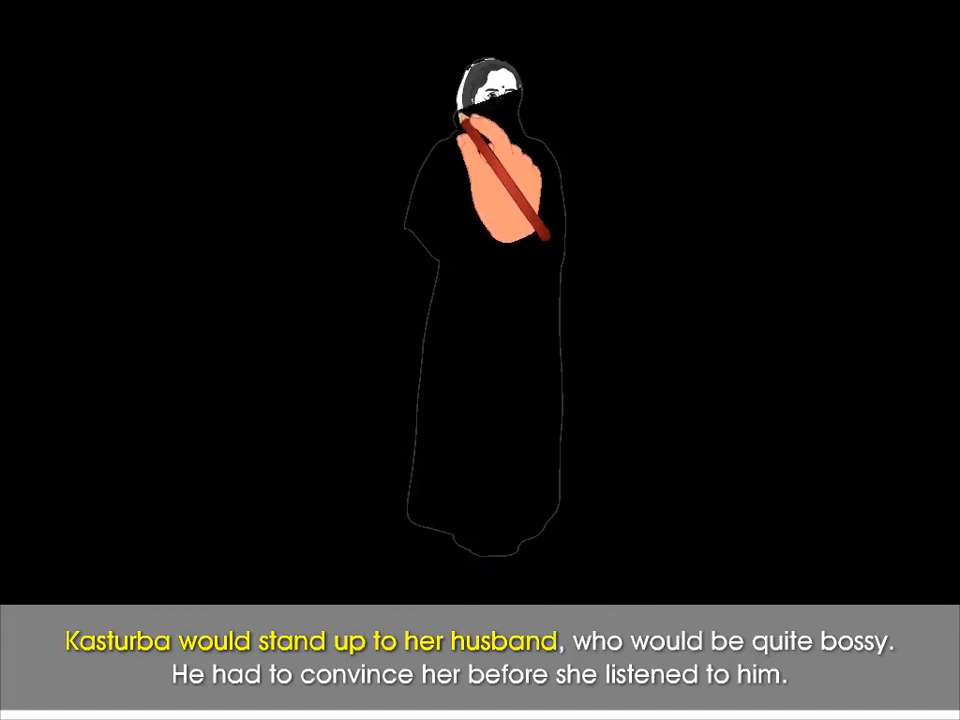 Kasturba would stand up to her husband, who would be quite bossy.
He had to convince her before she listened to him.